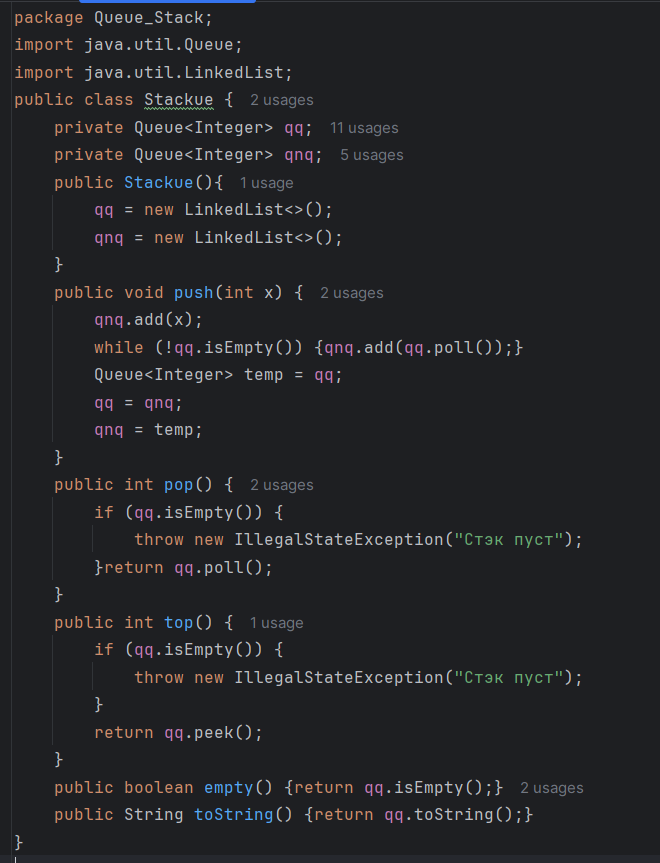 package Queue_Stack;
import java.util.Queue;
import java.util.LinkedList;
public class Stackue {  2 usages
    private Queue<Integer> qq;  11 usages
    private Queue<Integer> qnq;  5 usages
    public Stackue(){  1 usage
        qq = new LinkedList<>();
        qnq = new LinkedList<>();
    }
    public void push(int x) {  2 usages
        qnq.add(x);
        while (!qq.isEmpty()) {qnq.add(qq.poll());}
        Queue<Integer> temp = qq;
        qq = qnq;
        qnq = temp;
    }
    public int pop() {  2 usages
        if (qq.isEmpty()) {
            throw new IllegalStateException("Стэк пуст");
        }return qq.poll();
    }
    public int top() {  1 usage
        if (qq.isEmpty()) {
            throw new IllegalStateException("Стэк пуст");
        }
        return qq.peek();
    }
    public boolean empty() {return qq.isEmpty();}  2 usages
    public String toString() {return qq.toString();}
}